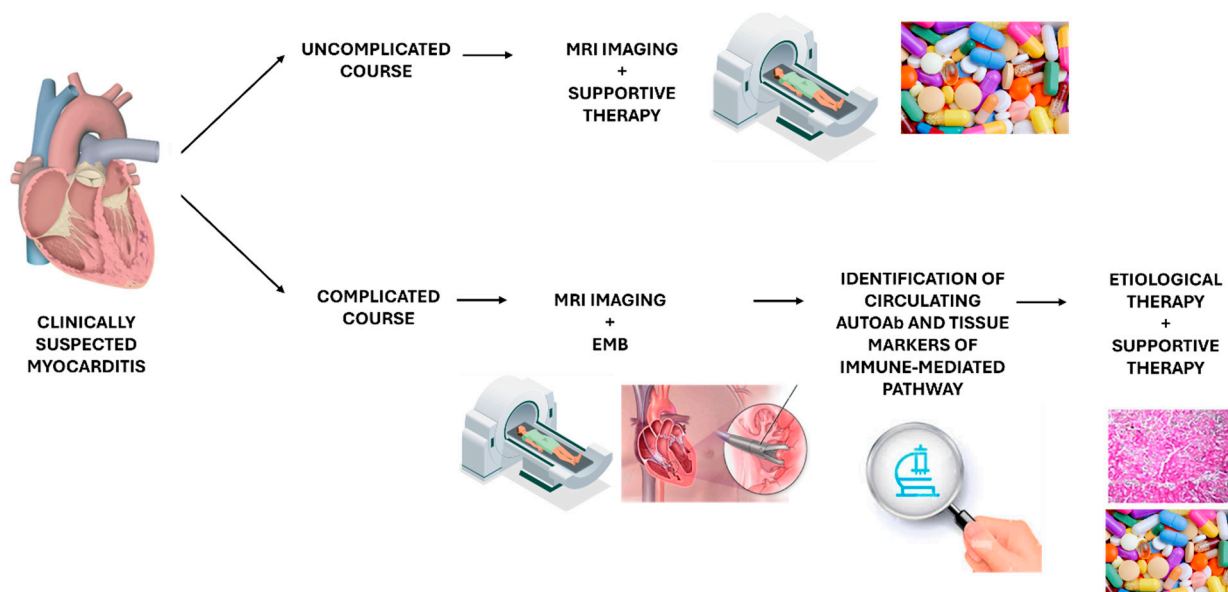 UNCOMPLICATED
COURSE
MRI IMAGING
+
SUPPORTIVE
THERAPY
CLINICALLY
SUSPECTED
MYOCARDITIS
COMPLICATED
COURSE
MRI IMAGING
+
EMB
IDENTIFICATION OF
CIRCULATING
AUTOAb AND TISSUE
MARKERS OF
IMMUNE-MEDIATED
PATHWAY
ETIOLOGICAL
THERAPY
+
SUPPORTIVE
THERAPY